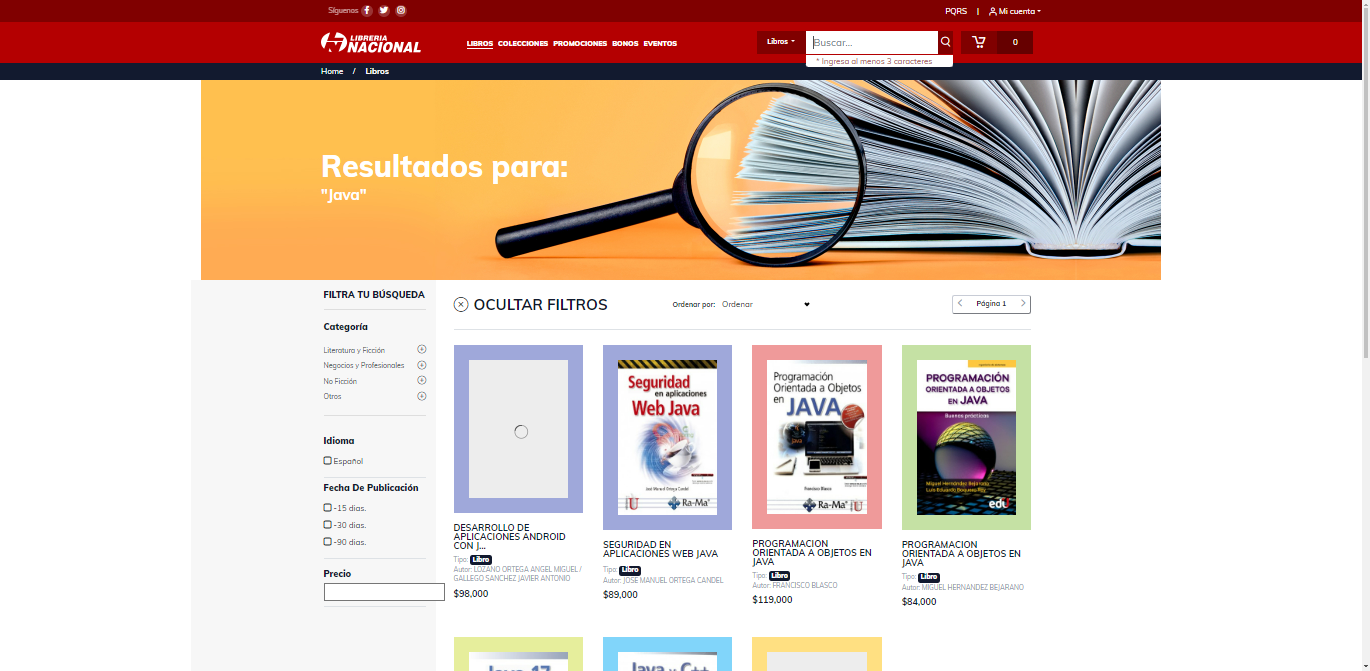 Síguenos
PQRS | Mi cuenta
LIBRERIA
NACIONAL
LIBROS COLECCIONES PROMOCIONES BONOS EVENTOS
Libros
Buscar...
0
* Ingresa al menos 3 caracteres
Home / Libros
Resultados para:
"Java"
FILTRA TU BÚSQUEDA
Categoría
Literatura y Ficción
Negocios y Profesionales
No Ficción
Otros
Idioma
Español
Fecha De Publicación
-15 dias.
-30 dias.
-90 dias.
Precio
OCULTAR FILTROS
Ordenar por: Ordenar
Página 1
DESARROLLO DE
APLICACIONES ANDROID
CON J...
Tipo: Libro
Autor: LOZANO ORTEGA ANGEL MIGUEL /
GALLEGO SANCHEZ JAVIER ANTONIO
$98,000
Seguridad
en aplicaciones
Web Java
José Manuel Ortega Candel
U
Ra-Ma
SEGURIDAD EN
APLICACIONES WEB JAVA
Tipo: Libro
Autor: JOSE MANUEL ORTEGA CANDEL
$89,000
Programación
Orientada a Objetos
en JAVA
java
Francisco Blasco
Ra-Ma
U
PROGRAMACION
ORIENTADA A OBJETOS EN
JAVA
Tipo: Libro
Autor: FRANCISCO BLASCO
$119,000
PROGRAMACIÓN
ORIENTADA A OBJETOS
EN JAVA
Buenas prácticas
Miguel Hernández Bejarano
Luis Eduardo Baquero Rey
ediU
PROGRAMACION
ORIENTADA A OBJETOS EN
JAVA
Tipo: Libro
Autor: MIGUEL HERNANDEZ BEJARANO
$84,000
Java 17
Java y C++